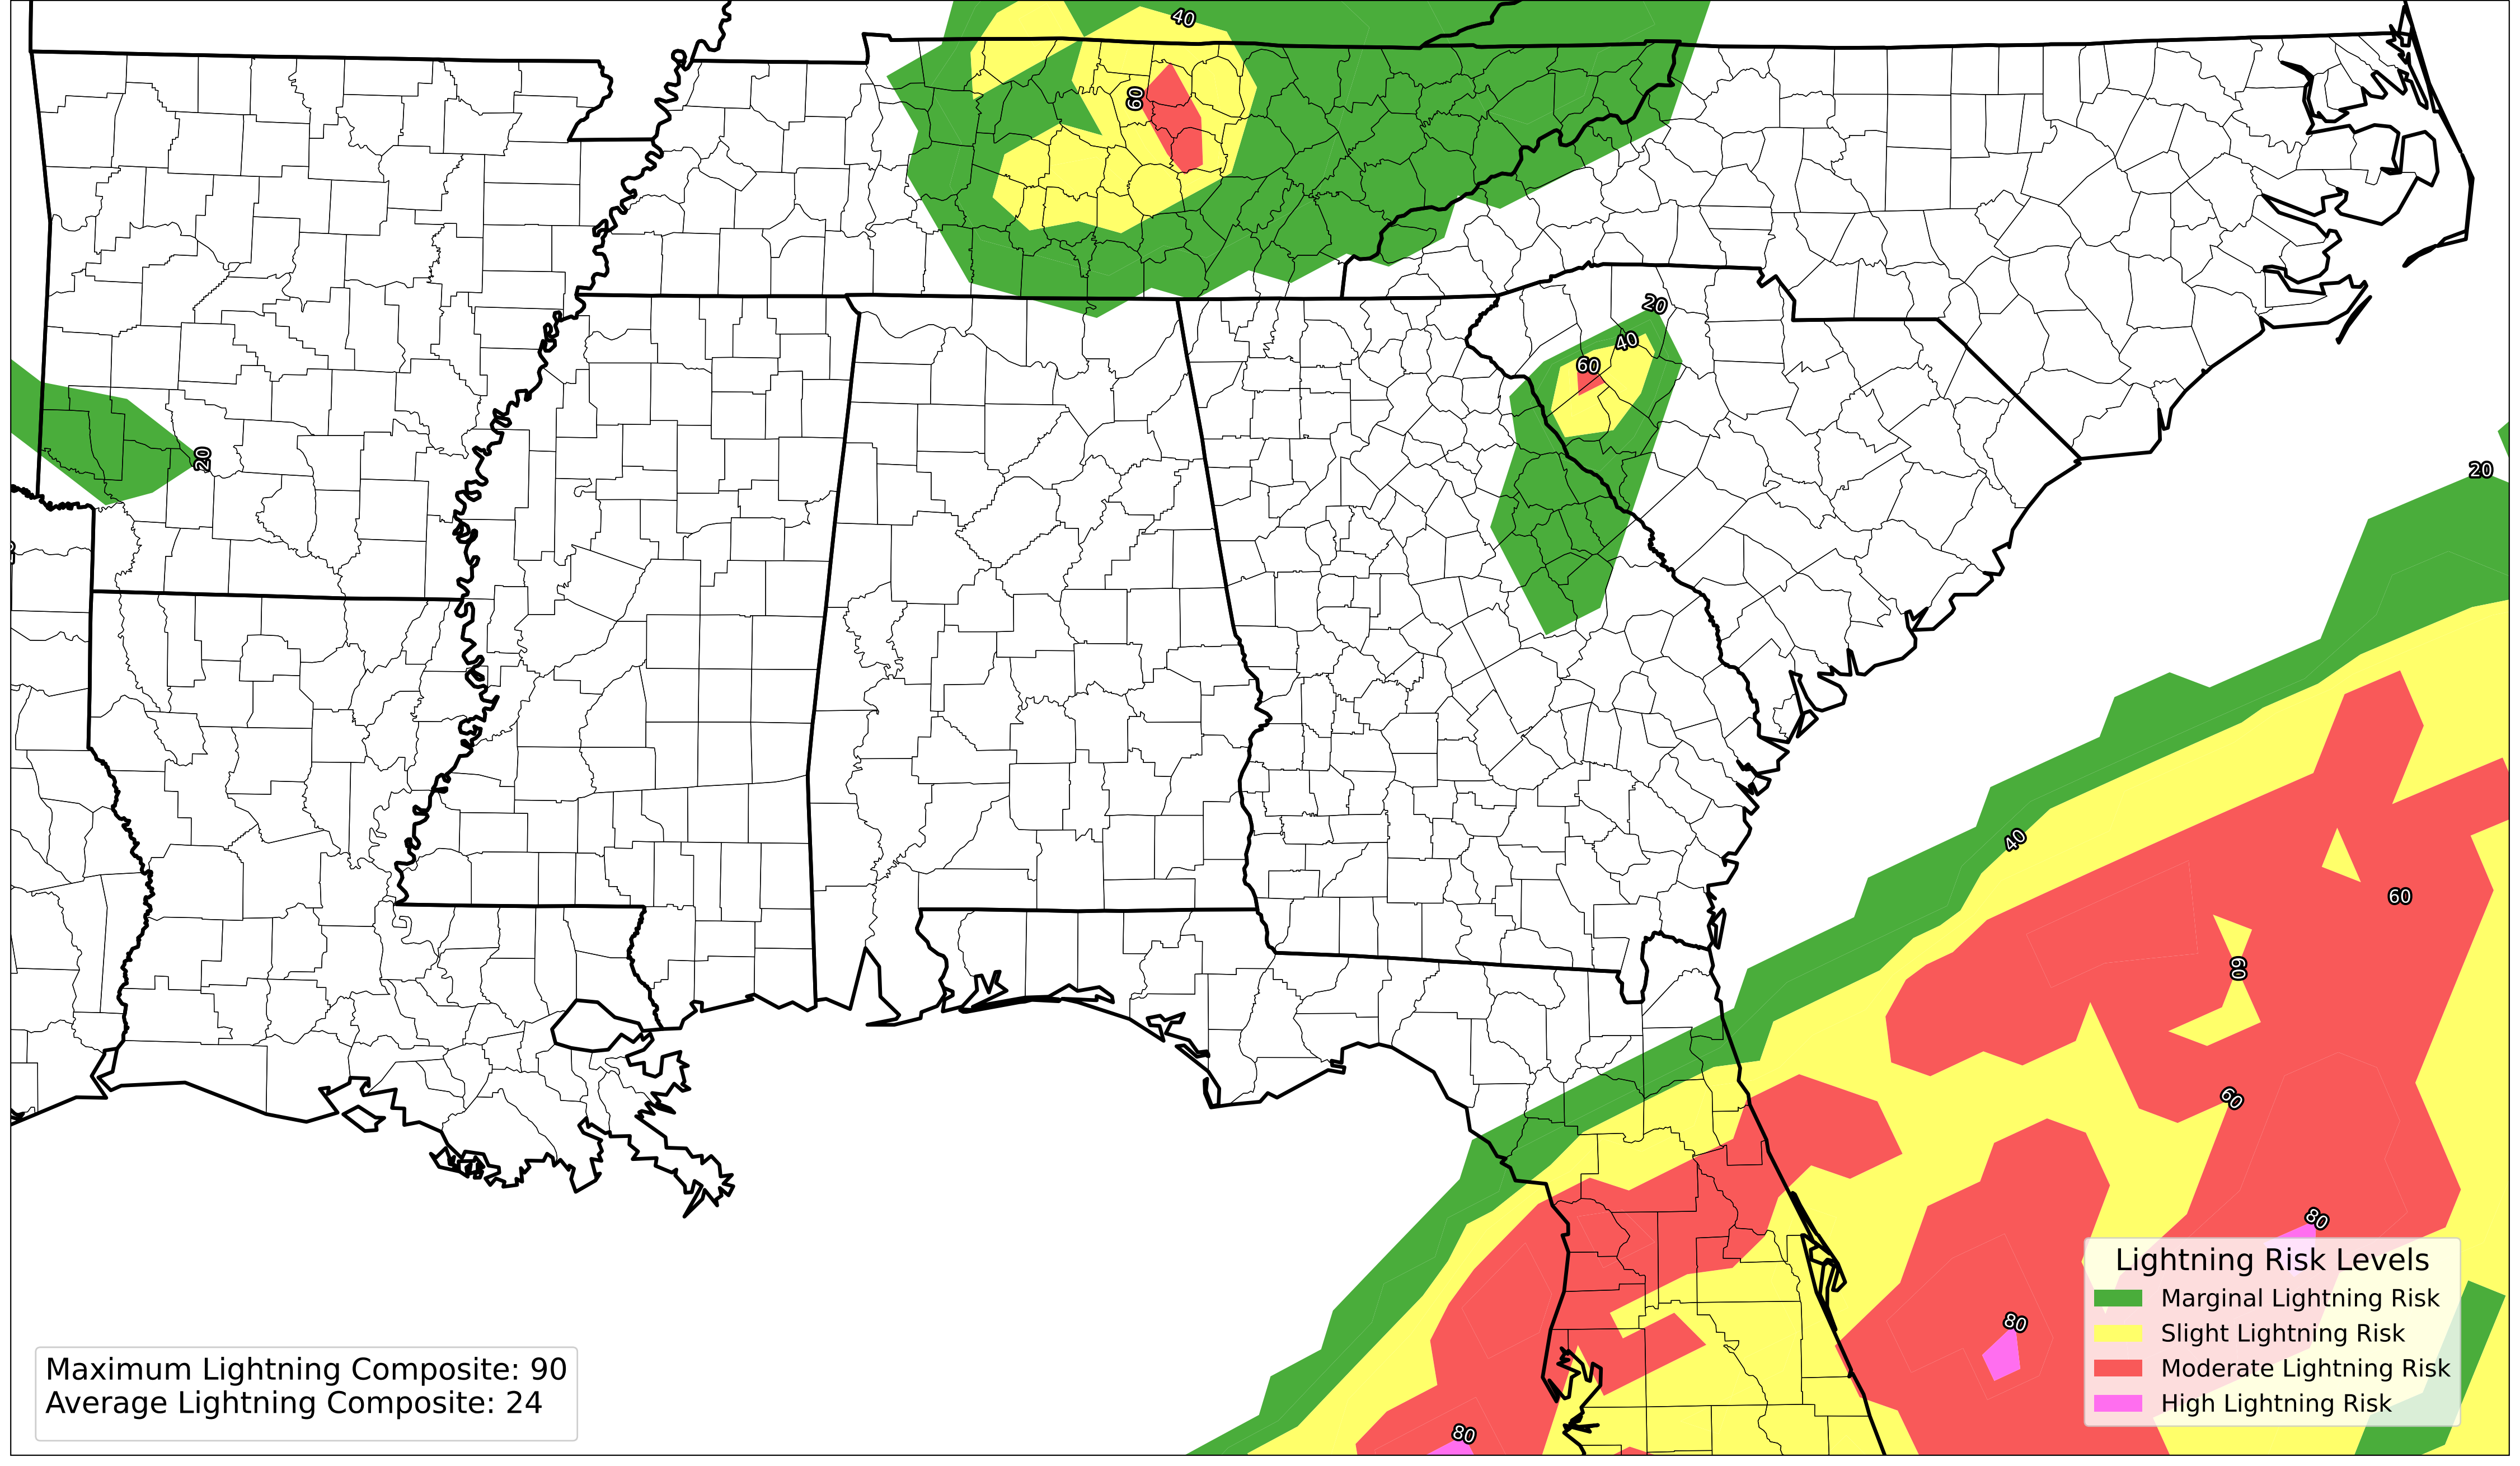 40
60
20
40
60
20
20
40
60
60
60
80
80
80
Lightning Risk Levels
Marginal Lightning Risk
Slight Lightning Risk
Moderate Lightning Risk
High Lightning Risk
Maximum Lightning Composite: 90
Average Lightning Composite: 24